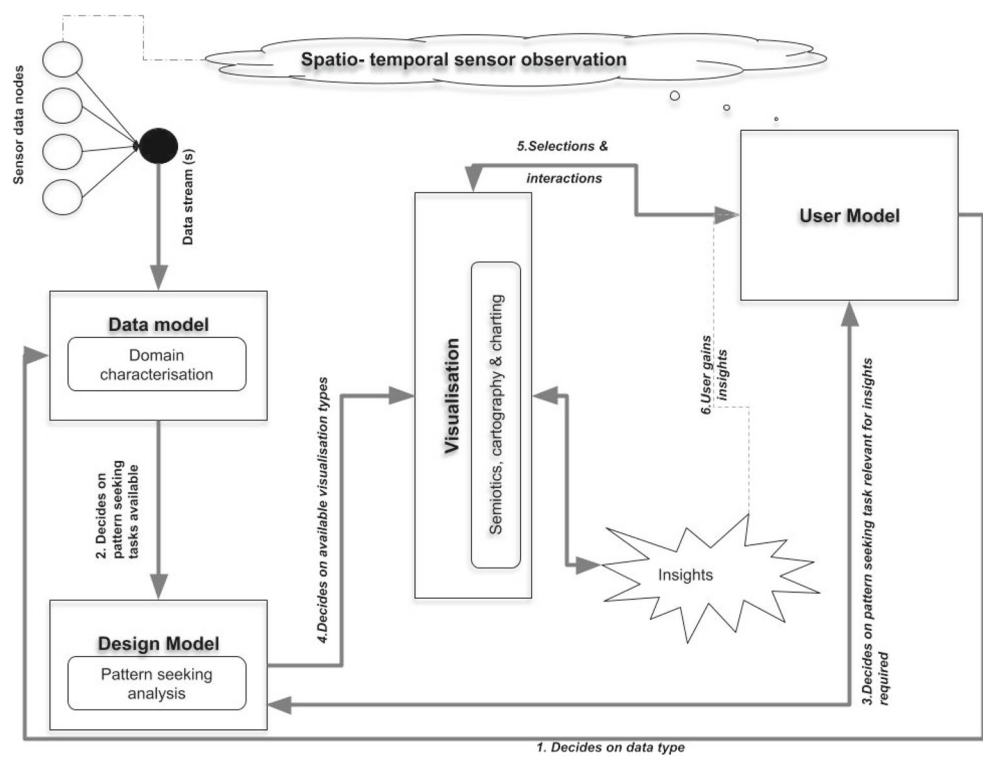 Spatio- temporal sensor observation
Sensor data nodes
Data stream (s)
5.Selections &
interactions
User Model
Data model
Domain
characterisation
Visualisation
Semiotics, cartography & charting
6.User gains
insights
2. Decides on
pattern seeking
tasks available
4.Decides on available visualisation types
3.Decides on pattern seeking task relevant for insights
required
Insights
Design Model
Pattern seeking
analysis
1. Decides on data type